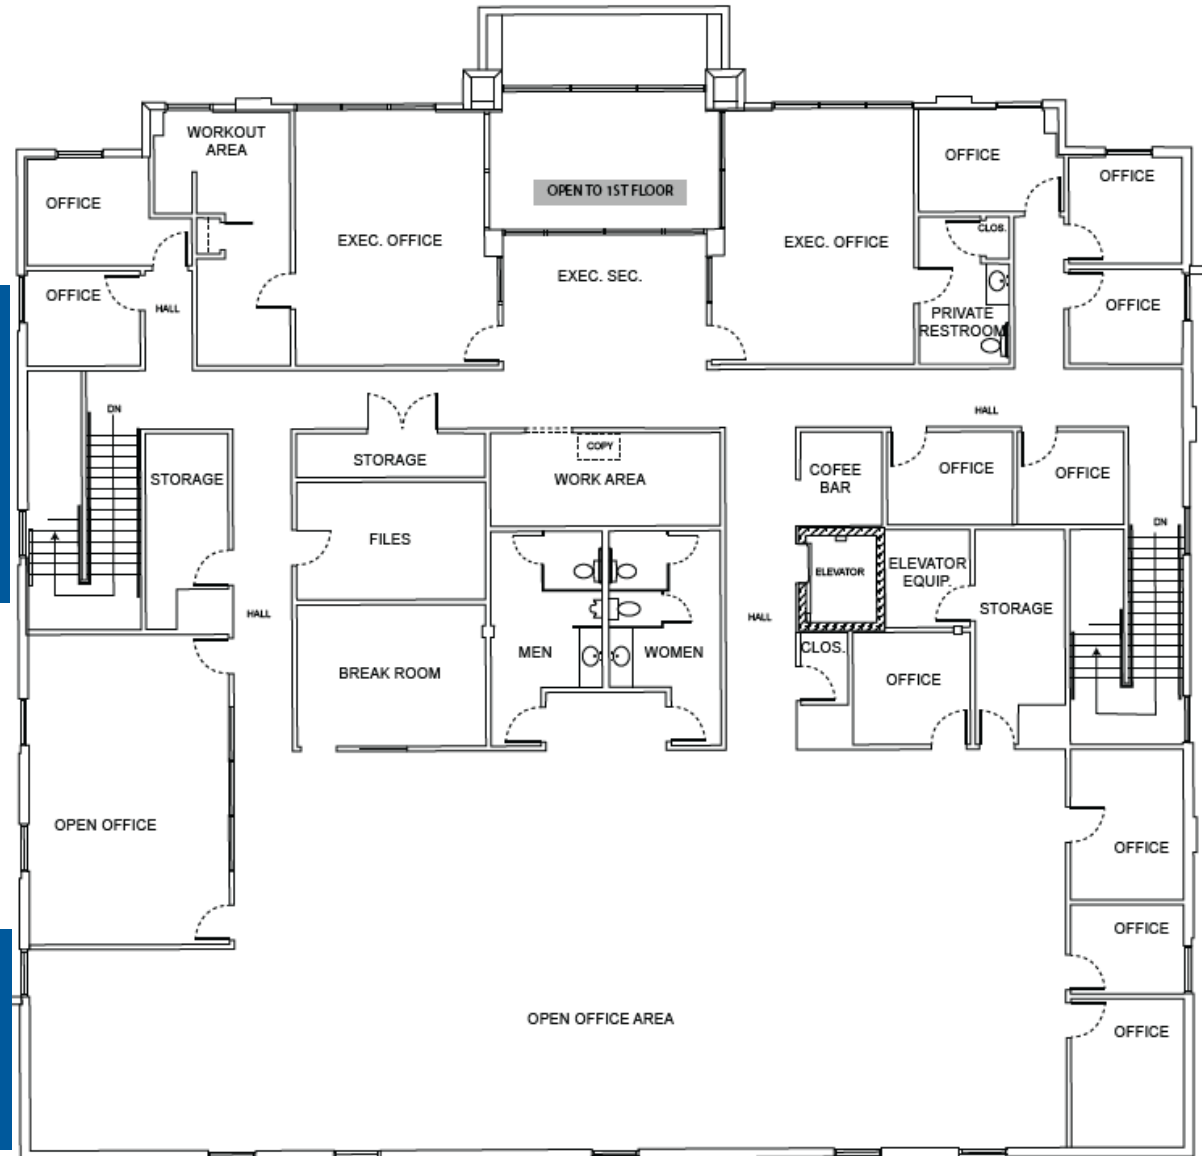 WORKOUT
AREA
OFFICE
OFFICE
HALL
EXEC. OFFICE
OPEN TO 1ST FLOOR
EXEC. SEC.
EXEC. OFFICE
OFFICE
OFFICE
CLOS.
PRIVATE
RESTROOM
OFFICE
DN
STORAGE
STORAGE
COPY
WORK AREA
HALL
COFEE
BAR
OFFICE
OFFICE
DN
FILES
ELEVATOR
ELEVATOR
EQUIP.
STORAGE
HALL
HALL
BREAK ROOM
MEN
WOMEN
CLOS.
OFFICE
OPEN OFFICE
OFFICE
OFFICE
OPEN OFFICE AREA
OFFICE